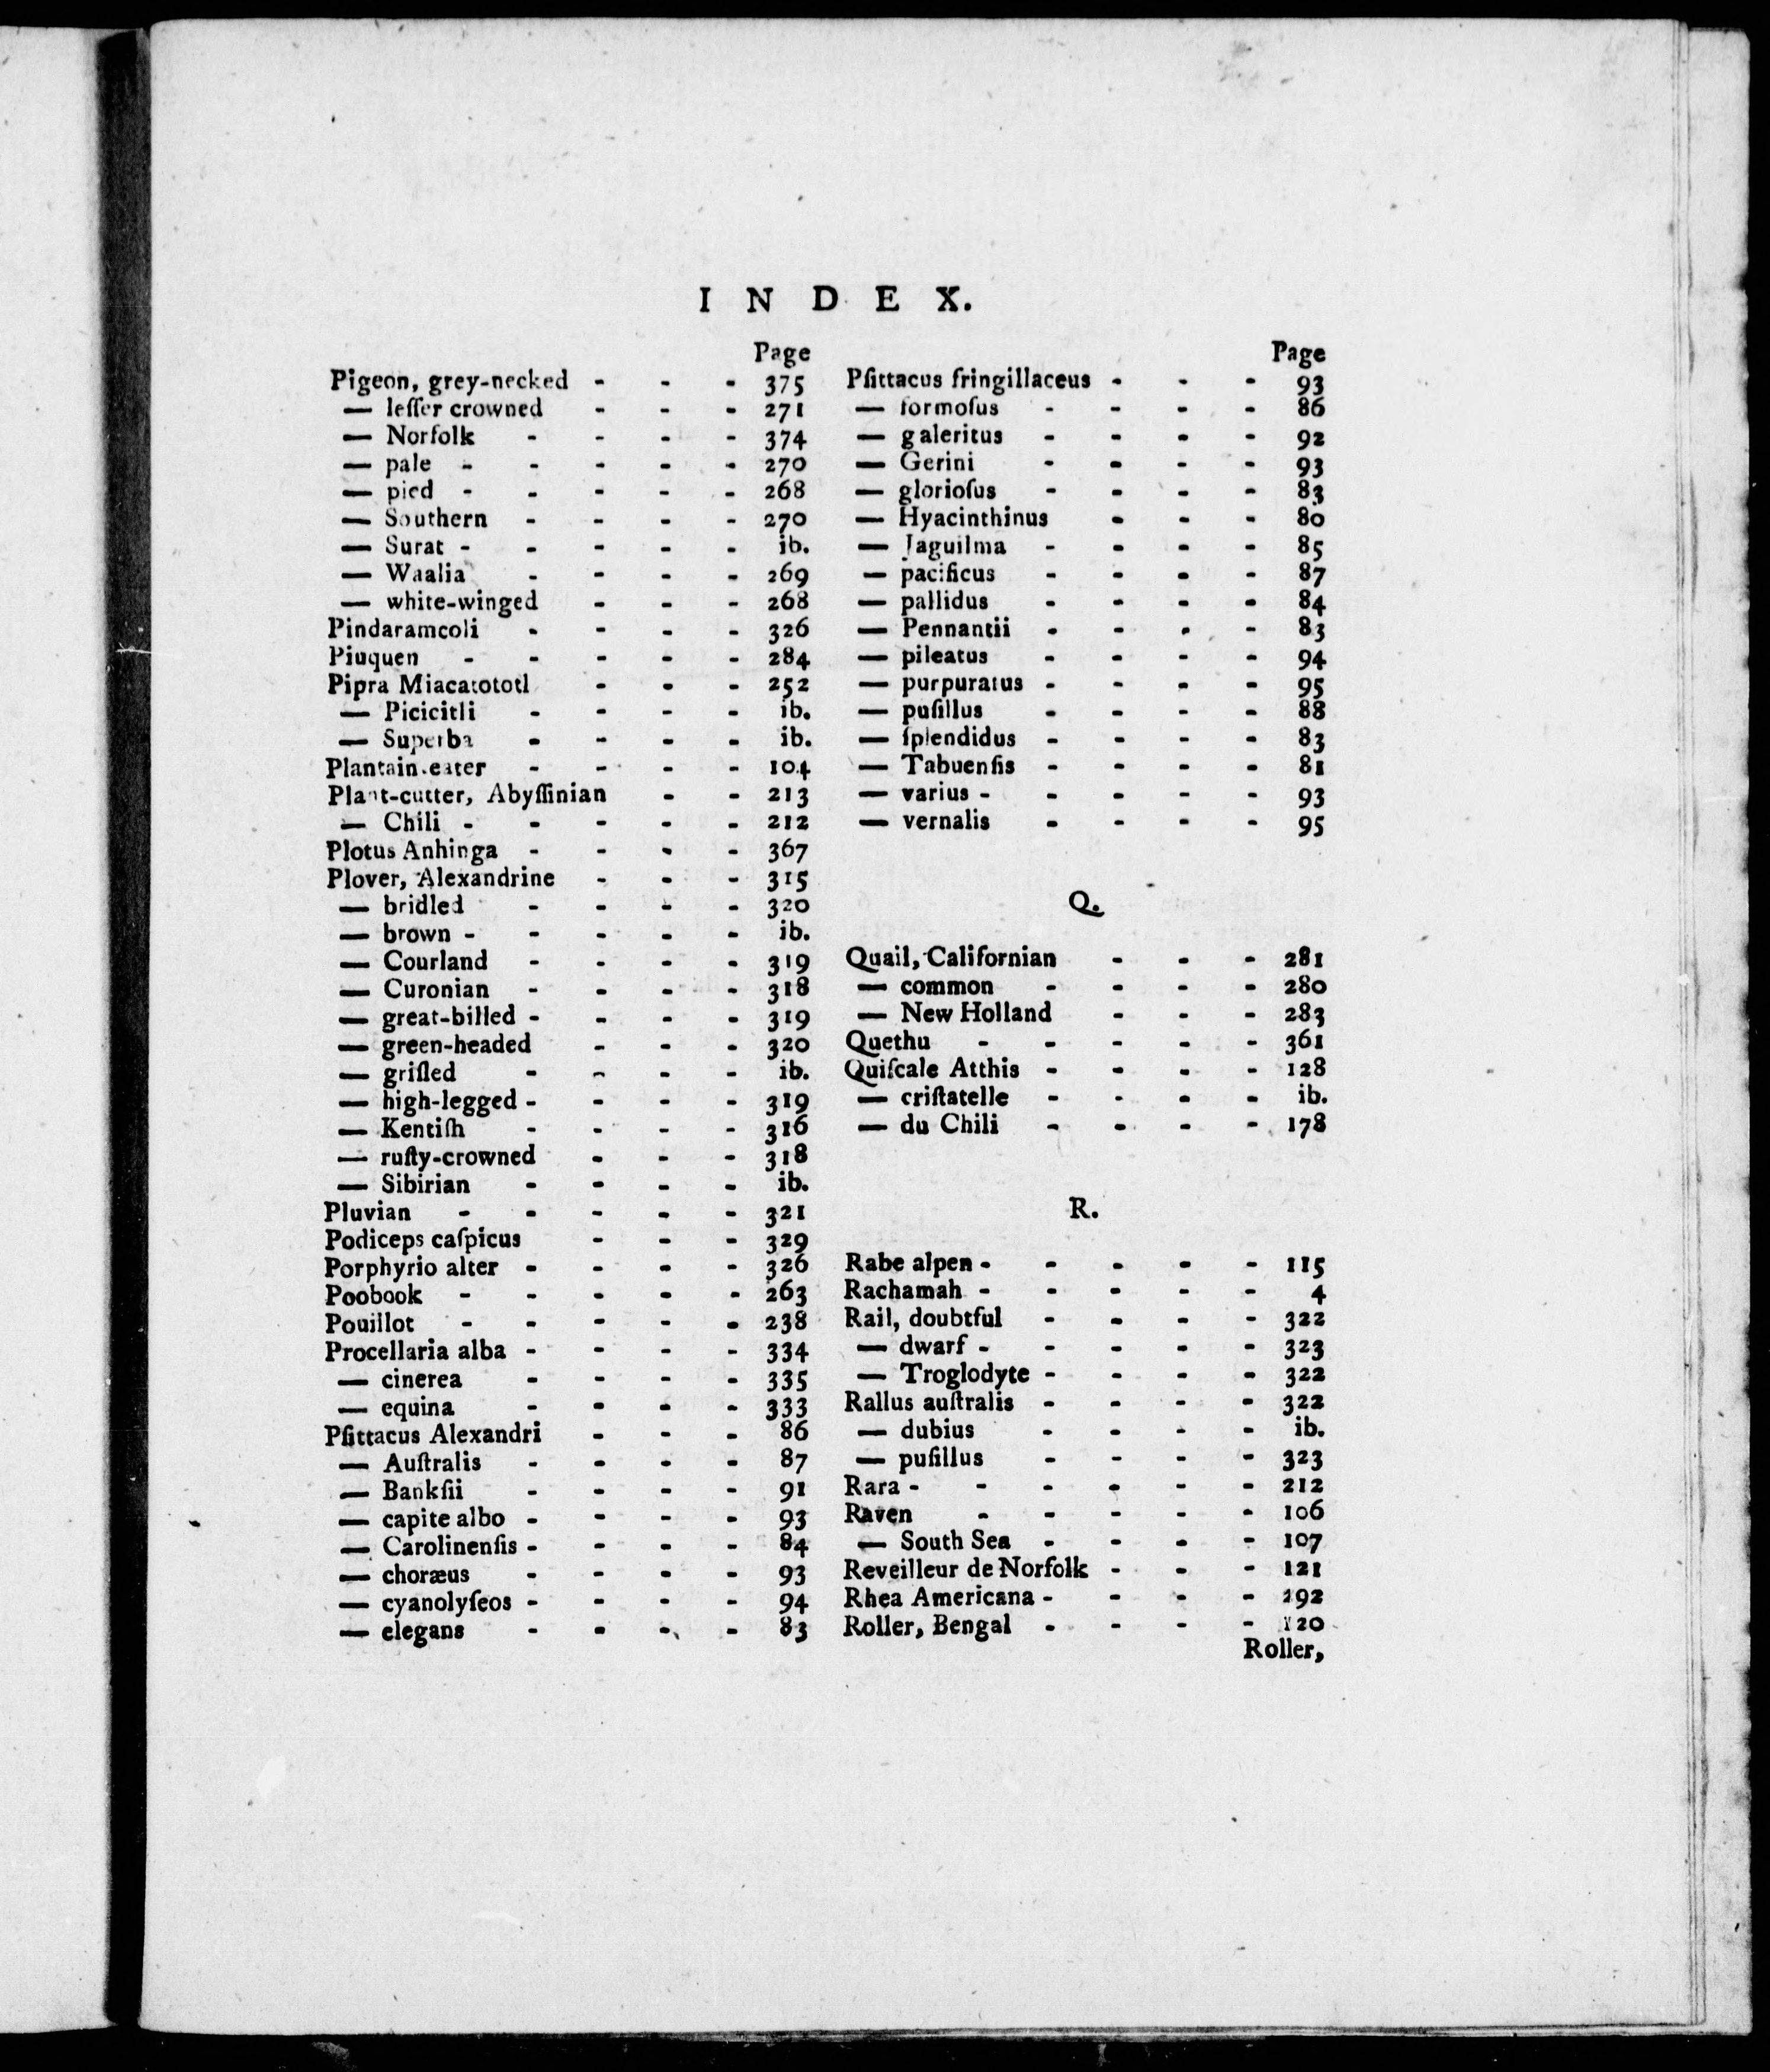 INDEX.
Page
Pigeon, grey-necked - - - 375
— leſſer crowned - - - 271
— Norfolk - - - - 374
— pale - - - - - 270
— pied - - - - - 268
— Southern - - - - 270
— Surat - - - - - ib.
— Waalia - - - - 269
— white-winged - - - 268
Pindaramcoli - - - - 326
Piuquen - - - - - 284
Pipra Miacatototl - - - 252
— Picicitli - - - - ib.
— Superba - - - - ib.
Plantain-eater - - - - 104
Plant-cutter, Abyſſinian - - 213
— Chili - - - - - 212
Plotus Anhinga - - - - 367
Plover, Alexandrine - - - 315
— bridled - - - - 320
— brown - - - - - ib.
— Courland - - - - 319
— Curonian - - - - 318
— great-billed - - - - 319
— green-headed - - - 320
— griſled - - - - ib.
— high-legged - - - - 319
— Kentiſh - - - - 316
— ruſty-crowned - - - 318
— Sibirian - - - - ib.
Pluvian - - - - - 321
Podiceps caſpicus - - - 329
Porphyrio alter - - - - 326
Poobook - - - - - 263
Pouillot - - - - - 238
Procellaria alba - - - - 334
— cinerea - - - - 335
— equina - - - - 333
Pſittacus Alexandri - - - 86
— Auſtralis - - - - 87
— Bankſii - - - - 91
— capite albo - - - - 93
— Carolinenſis - - - - 84
— choræus - - - - 93
— cyanolyſeos - - - - 94
— elegans - - - - 83
Page
Pſittacus fringillaceus - - - 93
— formoſus - - - - 86
— galeritus - - - - 92
— Gerini - - - - 93
— glorioſus - - - - 83
— Hyacinthinus - - - 80
— Jaguilma - - - - 85
— pacificus - - - - 87
— pallidus - - - - 84
— Pennantii - - - - 83
— pileatus - - - - 94
— purpuratus - - - - 95
— puſillus - - - - 88
— ſplendidus - - - - 83
— Tabuenſis - - - - 81
— varius - - - - - 93
— vernalis - - - - 95
Q.
Quail, Californian - - - 281
— common - - - - 280
— New Holland - - - 283
Quethu - - - - - 361
Quiſcale Atthis - - - - 128
— criſtatelle - - - - ib.
— du Chili - - - - 178
R.
Rabe alpen - - - - - 115
Rachamah - - - - - 4
Rail, doubtful - - - - 322
— dwarf - - - - - 323
— Troglodyte - - - - 322
Rallus auſtralis - - - - 322
— dubius - - - - ib.
— puſillus - - - - 323
Rara - - - - - - 212
Raven - - - - - 106
— South Sea - - - - 107
Reveilleur de Norfolk - - - 121
Rhea Americana - - - - 292
Roller, Bengal - - - - 120
Roller,